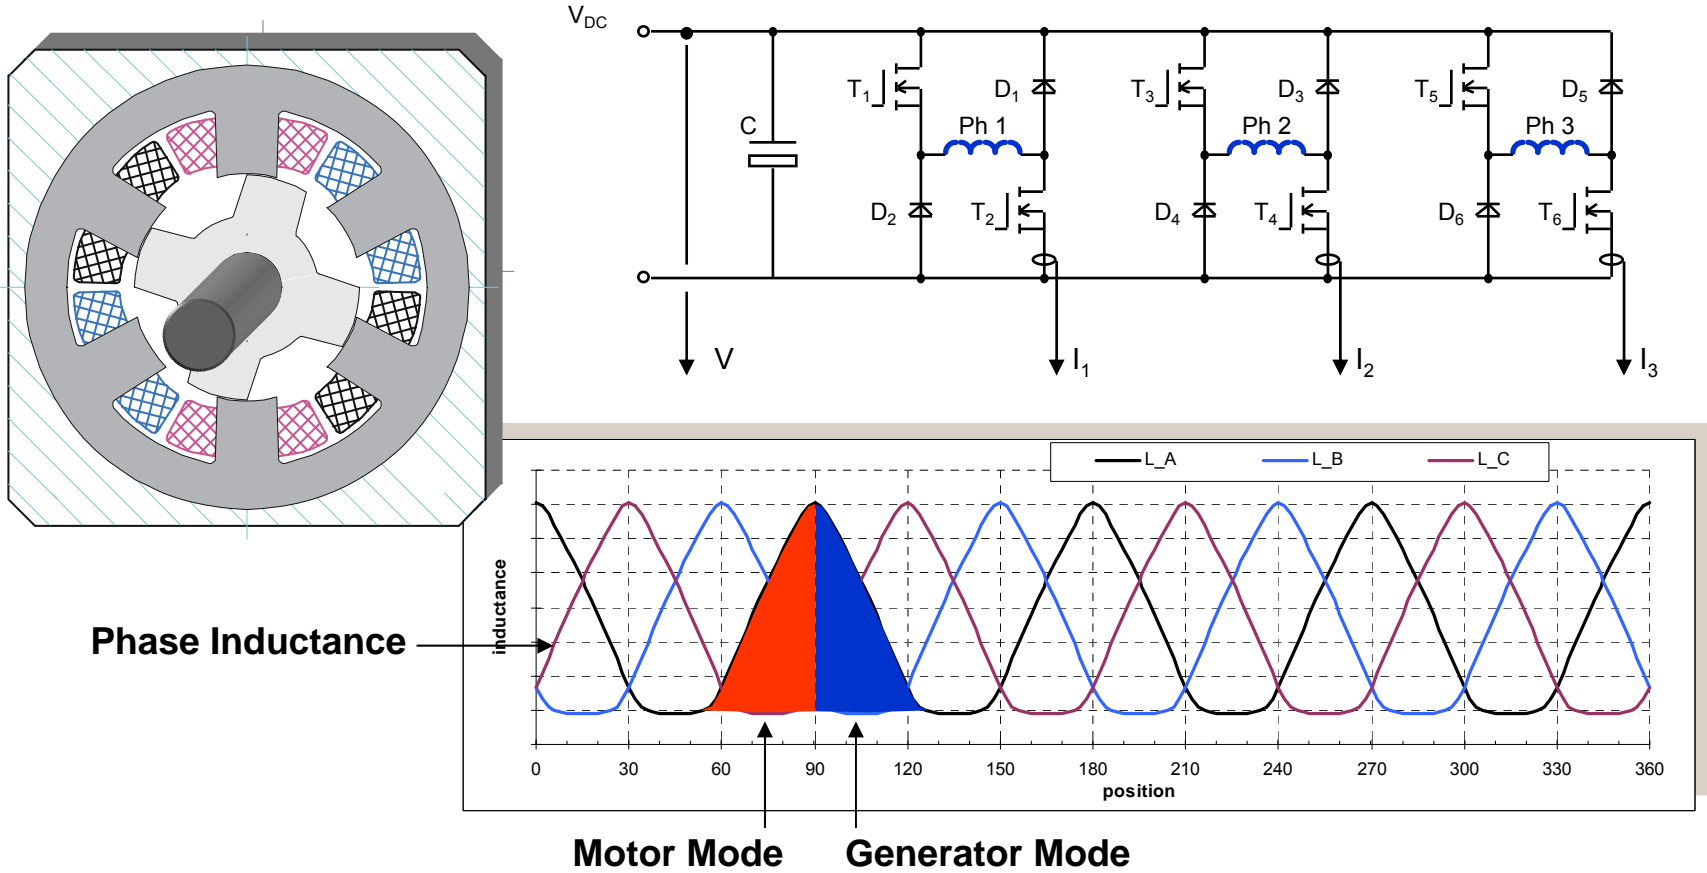 V_DC
T₁
D₁
T₃
D₃
T₅
D₅
C
Ph 1
Ph 2
Ph 3
D₂
T₂
D₄
T₄
D₆
T₆
V
I₁
I₂
I₃
L_A
L_B
L_C
inductance
Phase Inductance
0 30 60 90 120 150 180 210 240 270 300 330 360
position
Motor Mode
Generator Mode